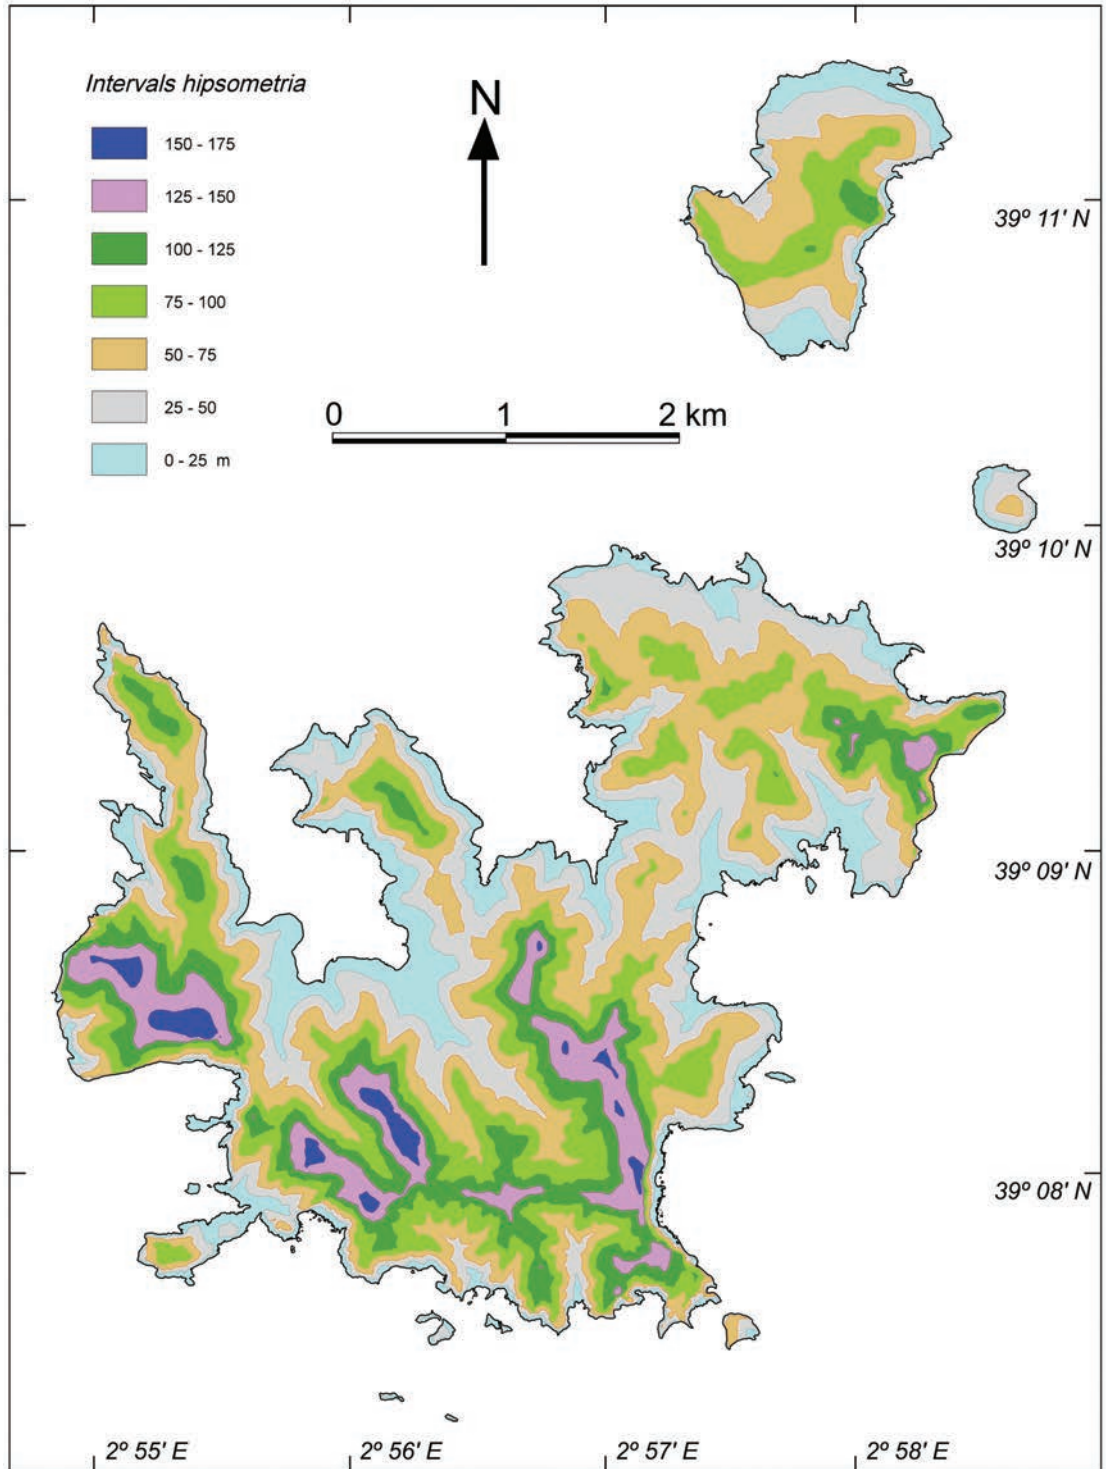 Intervals hipsometria
150 - 175
125 - 150
100 - 125
75 - 100
50 - 75
25 - 50
0 - 25 m
N
0 1 2 km
39º 11' N
39º 10' N
39º 09' N
39º 08' N
2º 55' E 2º 56' E 2º 57' E 2º 58' E